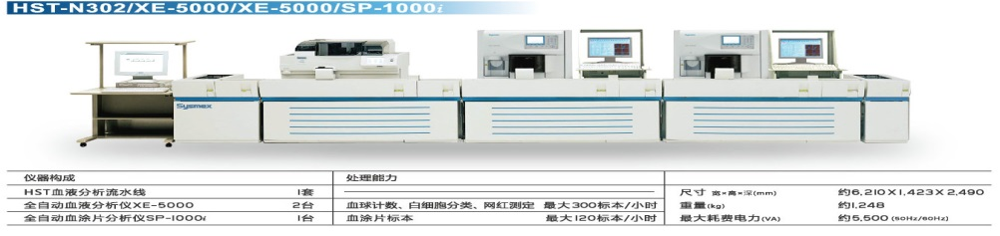 HST-N302/XE-5000/XE-5000/SP-1000i
Sysmex
仪器构成
HST血液分析流水线 1套
全自动血液分析仪XE-5000 2台
全自动血涂片分析仪SP-1000i 1台
处理能力
血球计数、白细胞分类、网红测定 最大300标本/小时
血涂片标本 最大120标本/小时
尺寸 宽×高×深(mm) 约6,210×1,423×2,490
重量(kg) 约1,248
最大耗费电力(VA) 约5,500 (50Hz/60Hz)